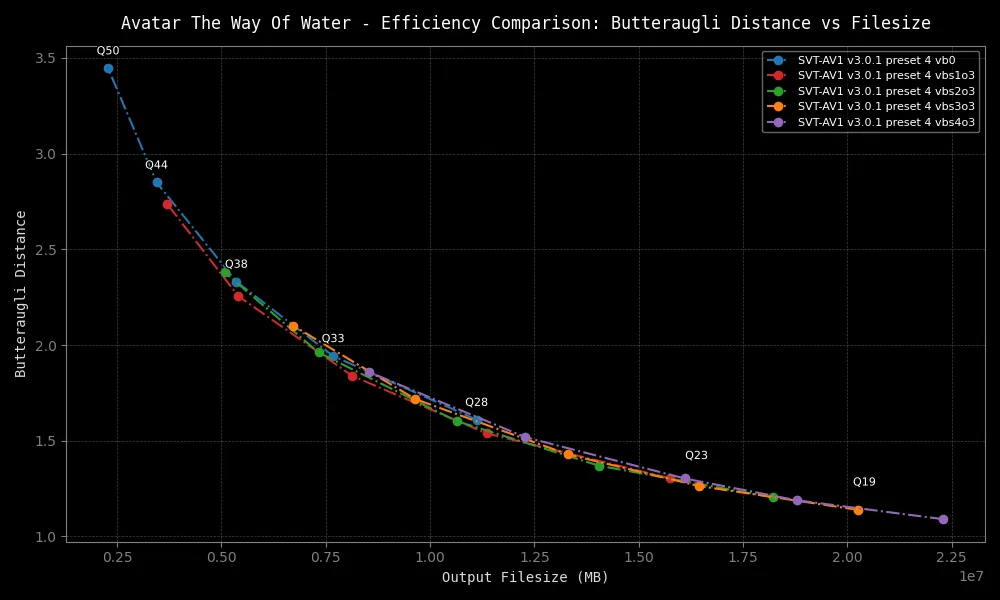 Avatar The Way Of Water - Efficiency Comparison: Butteraugli Distance vs Filesize
SVT-AV1 v3.0.1 preset 4 vb0
SVT-AV1 v3.0.1 preset 4 vbs1o3
SVT-AV1 v3.0.1 preset 4 vbs2o3
SVT-AV1 v3.0.1 preset 4 vbs3o3
SVT-AV1 v3.0.1 preset 4 vbs4o3
Q50
Q44
Q38
Q33
Q28
Q23
Q19
Butteraugli Distance
3.5
3.0
2.5
2.0
1.5
1.0
0.25
0.50
0.75
1.00
1.25
1.50
1.75
2.00
2.25
1e7
Output Filesize (MB)